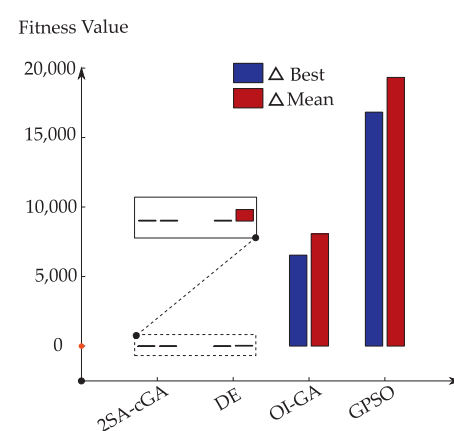 Fitness Value
20,000
△ Best
△ Mean
15,000
10,000
5,000
0
2SA-cGA
DE
OI-GA
GPSO